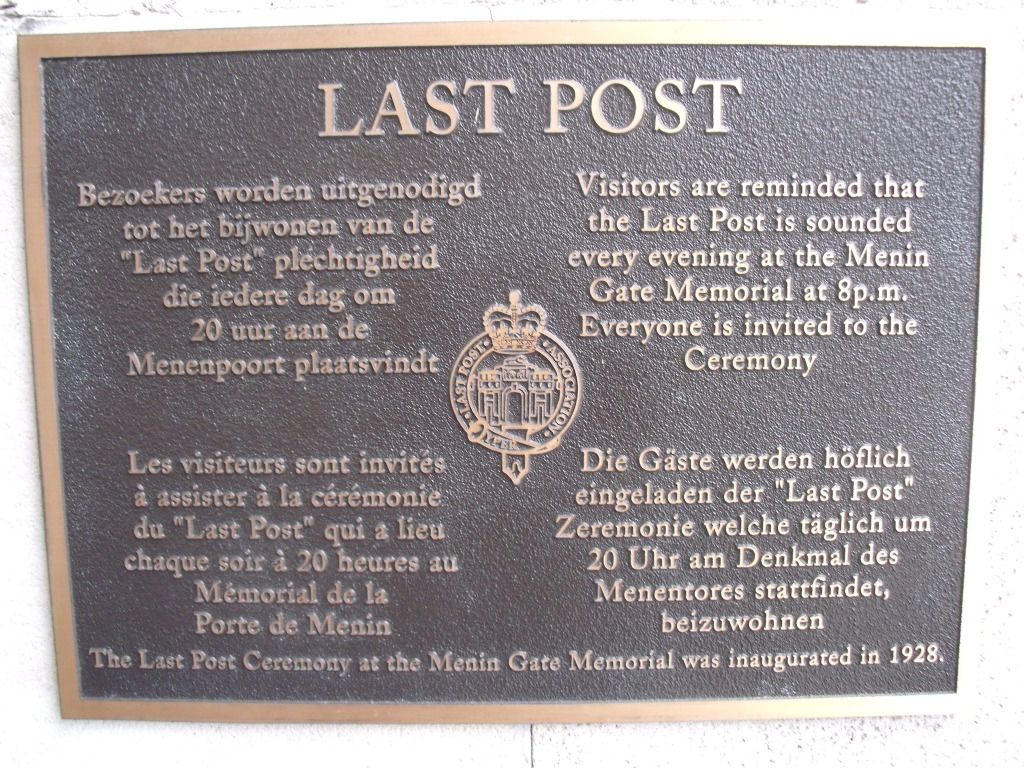 LAST POST
Bezoekers worden uitgenodigd
tot het bijwonen van de
"Last Post" plechtigheid
die iedere dag om
20 uur aan de
Menenpoort plaatsvindt
Visitors are reminded that
the Last Post is sounded
every evening at the Menin
Gate Memorial at 8p.m.
Everyone is invited to the
Ceremony
LAST POST ASSOCIATION
YPER
Les visiteurs sont invités
à assister à la cérémonie
du "Last Post" qui a lieu
chaque soir à 20 heures au
Mémorial de la
Porte de Menin
Die Gäste werden höflich
eingeladen der "Last Post"
Zeremonie welche täglich um
20 Uhr am Denkmal des
Menentores stattfindet,
beizuwohnen
The Last Post Ceremony at the Menin Gate Memorial was inaugurated in 1928.